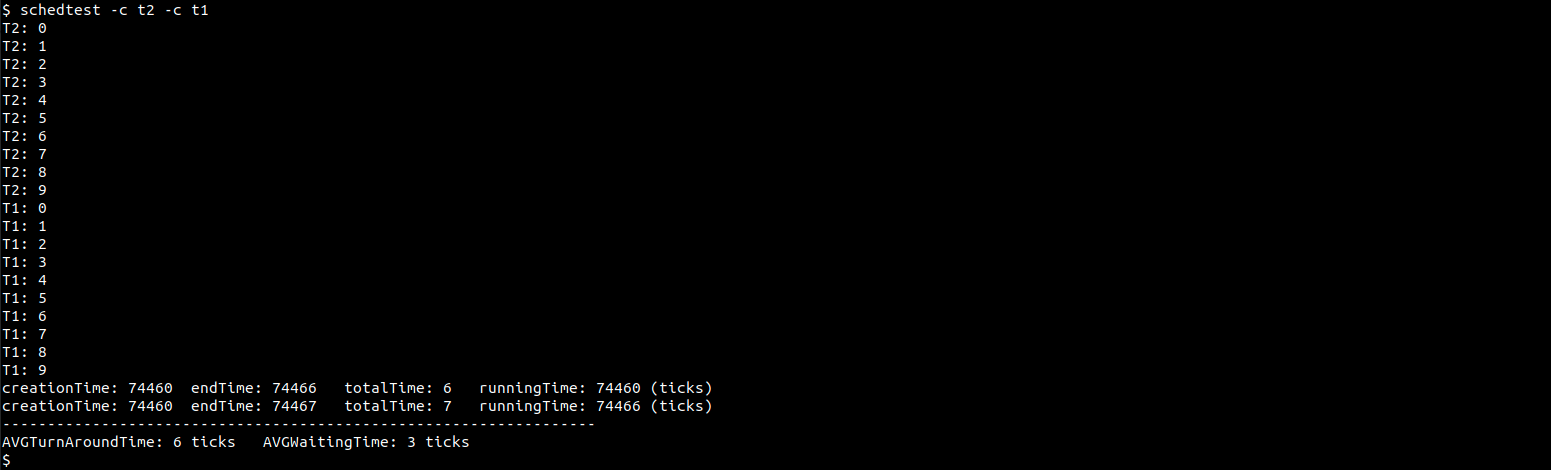 $ schedtest -c t2 -c t1
T2: 0
T2: 1
T2: 2
T2: 3
T2: 4
T2: 5
T2: 6
T2: 7
T2: 8
T2: 9
T1: 0
T1: 1
T1: 2
T1: 3
T1: 4
T1: 5
T1: 6
T1: 7
T1: 8
T1: 9
creationTime: 74460  endTime: 74466   totalTime: 6   runningTime: 74460 (ticks)
creationTime: 74460  endTime: 74467   totalTime: 7   runningTime: 74466 (ticks)
------------------------------------------------------------------
AVGTurnAroundTime: 6 ticks   AVGWaitingTime: 3 ticks
$